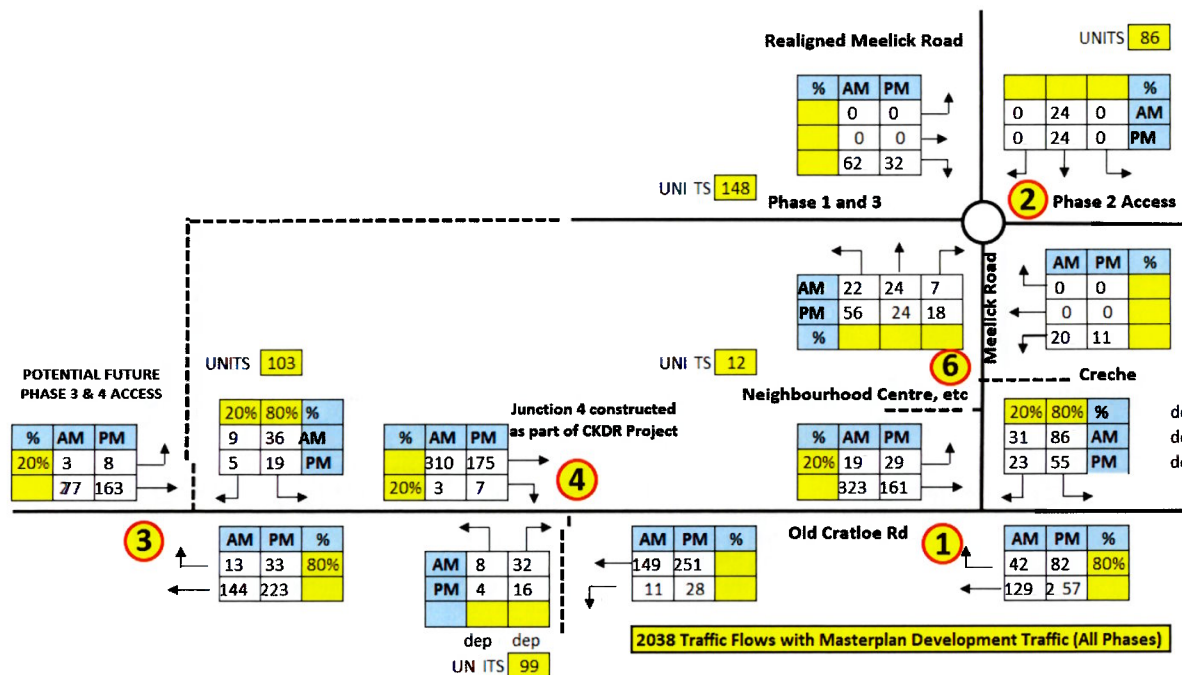 Realigned Meelick Road
UNITS 86
% AM PM
0 0
0 0
62 32
%
0 24 0 AM
0 24 0 PM
UNI TS 148
Phase 1 and 3
2
Phase 2 Access
AM 22 24 7
PM 56 24 18
%
Meelick Road
AM PM %
0 0
0 0
20 11
UNITS 103
UNI TS 12
6
Creche
POTENTIAL FUTURE
PHASE 3 & 4 ACCESS
Neighbourhood Centre, etc
Junction 4 constructed
as part of CKDR Project
% AM PM
20% 3 8
277 163
20% 80% %
9 36 AM
5 19 PM
% AM PM
310 175
20% 3 7
4
% AM PM
20% 19 29
323 161
20% 80% % de
31 86 AM de
23 55 PM de
3
Old Cratloe Rd
1
AM PM %
13 33 80%
144 223
AM 8 32
PM 4 16
dep dep
UN ITS 99
AM PM %
149 251
11 28
AM PM %
42 82 80%
129 2 57
2038 Traffic Flows with Masterplan Development Traffic (All Phases)